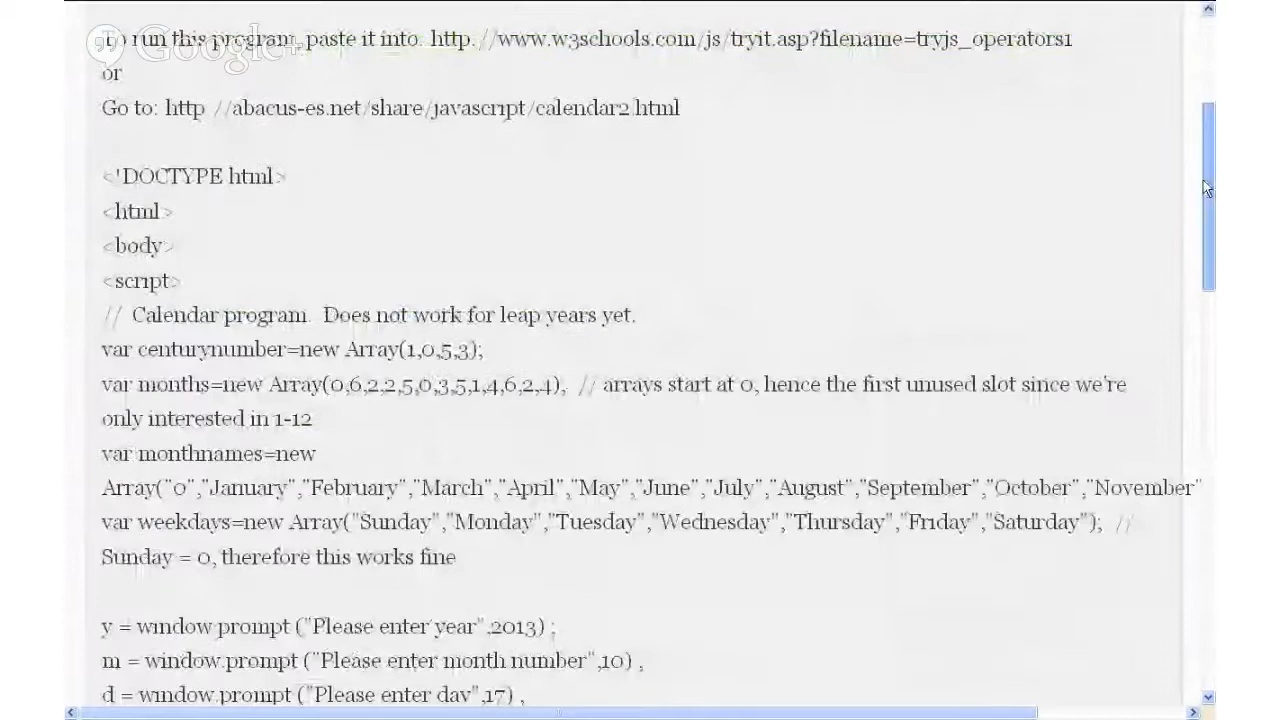 To run this program, paste it into: http://www.w3schools.com/js/tryit.asp?filename=tryjs_operators1
Google+
or
Go to: http://abacus-es.net/share/javascript/calendar2.html
<!DOCTYPE html>
<html>
<body>
<script>
// Calendar program. Does not work for leap years yet.
var centurynumber=new Array(1,0,5,3);
var months=new Array(0,6,2,2,5,0,3,5,1,4,6,2,4); // arrays start at 0, hence the first unused slot since we're
only interested in 1-12
var monthnames=new
Array("0","January","February","March","April","May","June","July","August","September","October","November"
var weekdays=new Array("Sunday","Monday","Tuesday","Wednesday","Thursday","Friday","Saturday"); //
Sunday = 0, therefore this works fine
y = window.prompt ("Please enter year",2013) ;
m = window.prompt ("Please enter month number",10) ;
d = window.prompt ("Please enter day",17) ;